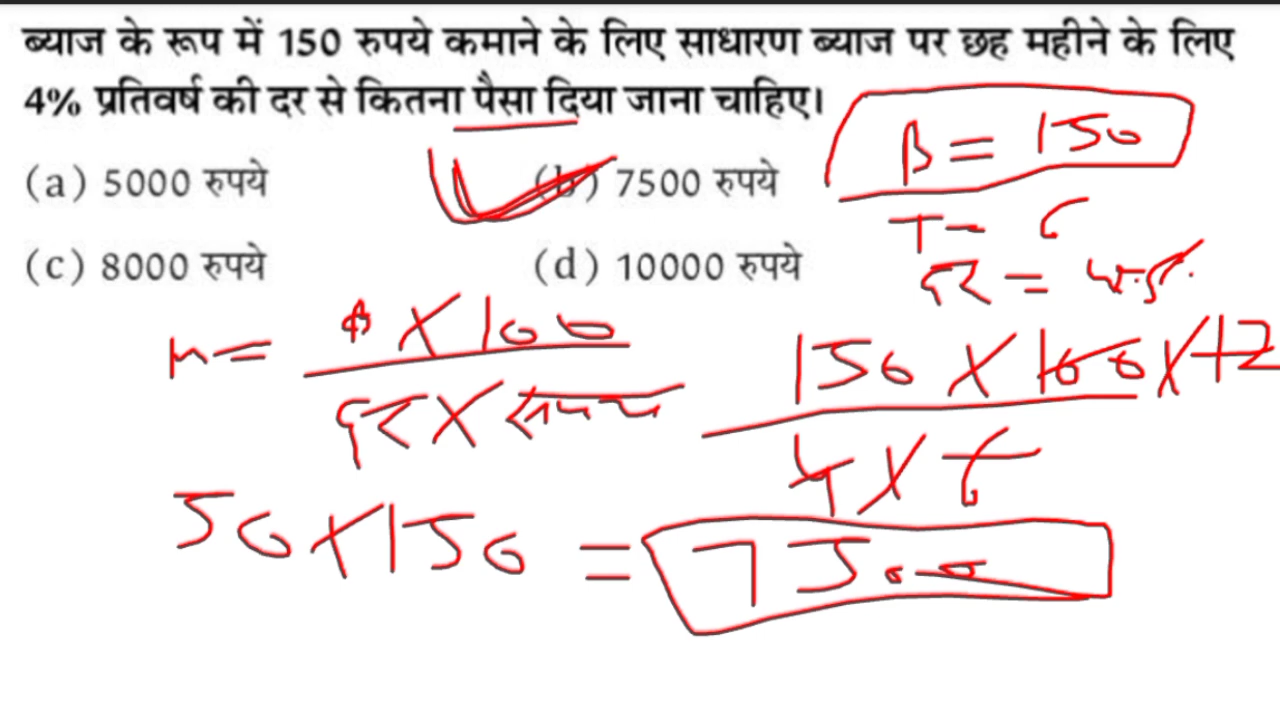 ब्याज के रूप में 150 रुपये कमाने के लिए साधारण ब्याज पर छह महीने के लिए
4% प्रतिवर्ष की दर से कितना पैसा दिया जाना चाहिए।
(a) 5000 रुपये (b) 7500 रुपये
(c) 8000 रुपये (d) 10000 रुपये
= 150
T = 6
दर = 4%
= × 100
दर × समय
150 × 100 × 12
4 × 6
50 × 150 = 7500